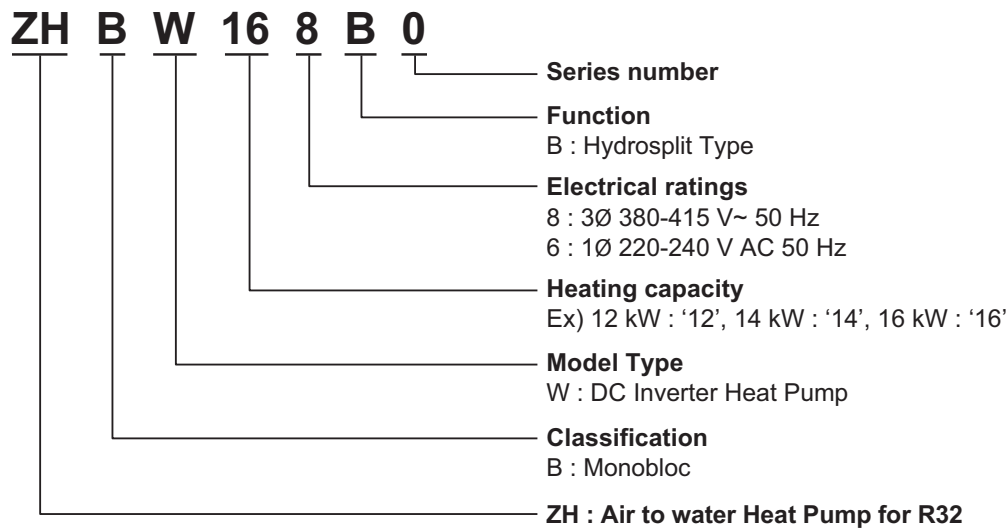 ZH B W 16 8 B 0
Series number
Function
B : Hydrosplit Type
Electrical ratings
8 : 3Ø 380-415 V~ 50 Hz
6 : 1Ø 220-240 V AC 50 Hz
Heating capacity
Ex) 12 kW : ‘12’, 14 kW : ‘14’, 16 kW : ‘16’
Model Type
W : DC Inverter Heat Pump
Classification
B : Monobloc
ZH : Air to water Heat Pump for R32